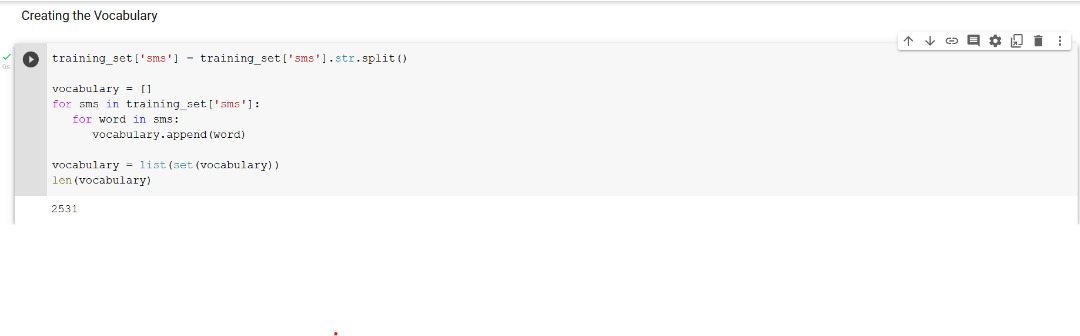 Creating the Vocabulary
0s
training_set['sms'] = training_set['sms'].str.split()
vocabulary = []
for sms in training_set['sms']:
for word in sms:
vocabulary.append(word)
vocabulary = list(set(vocabulary))
len(vocabulary)
2531